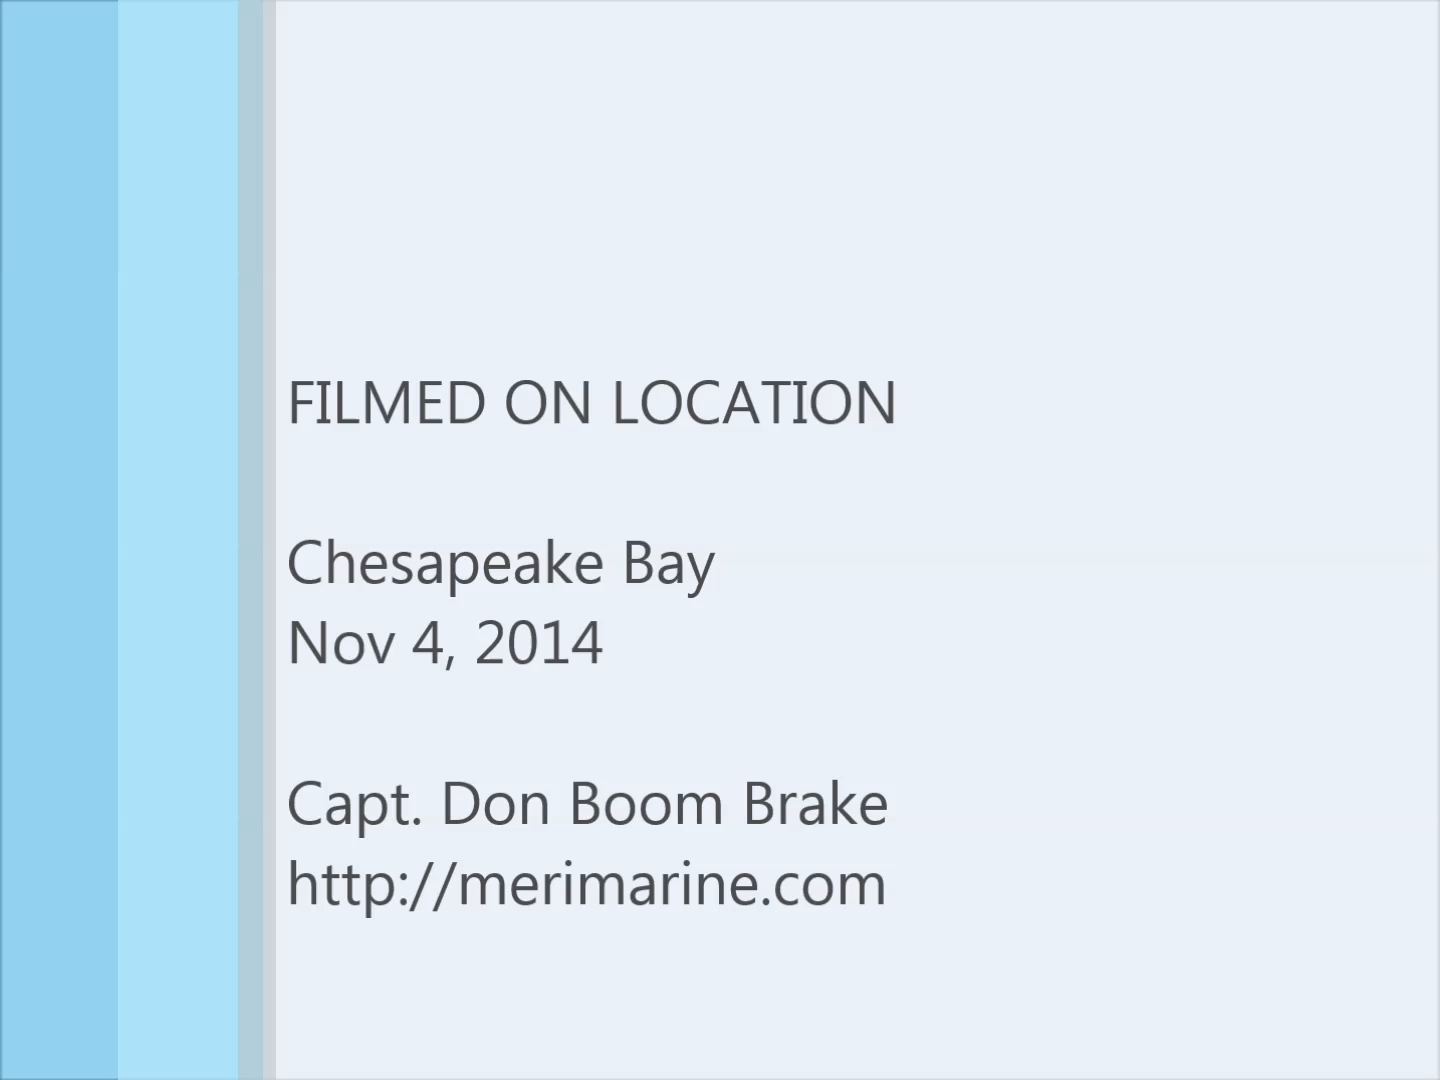 FILMED ON LOCATION
Chesapeake Bay
Nov 4, 2014
Capt. Don Boom Brake
http://merimarine.com